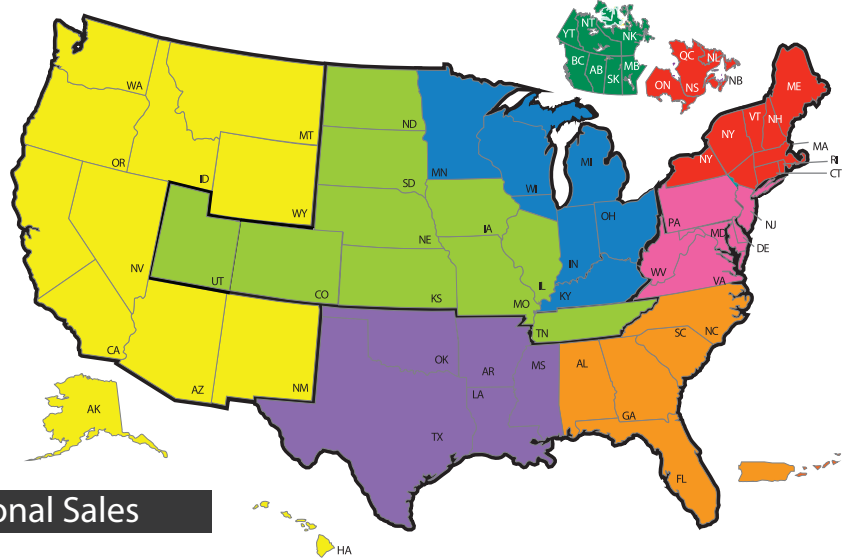 NT
YT
NK
QC
NL
BC
AB
MB
SK
NB
ON
NS
WA
ME
MT
ND
VT
NH
NY
MA
OR
ID
MN
MI
NY
RI
CT
SD
WI
WY
OH
PA
NJ
NE
IA
MD
DE
NV
UT
CO
KS
MO
IL
IN
KY
WV
VA
TN
SC
NC
CA
AZ
NM
OK
AR
MS
AL
LA
GA
AK
TX
FL
onal Sales
HA